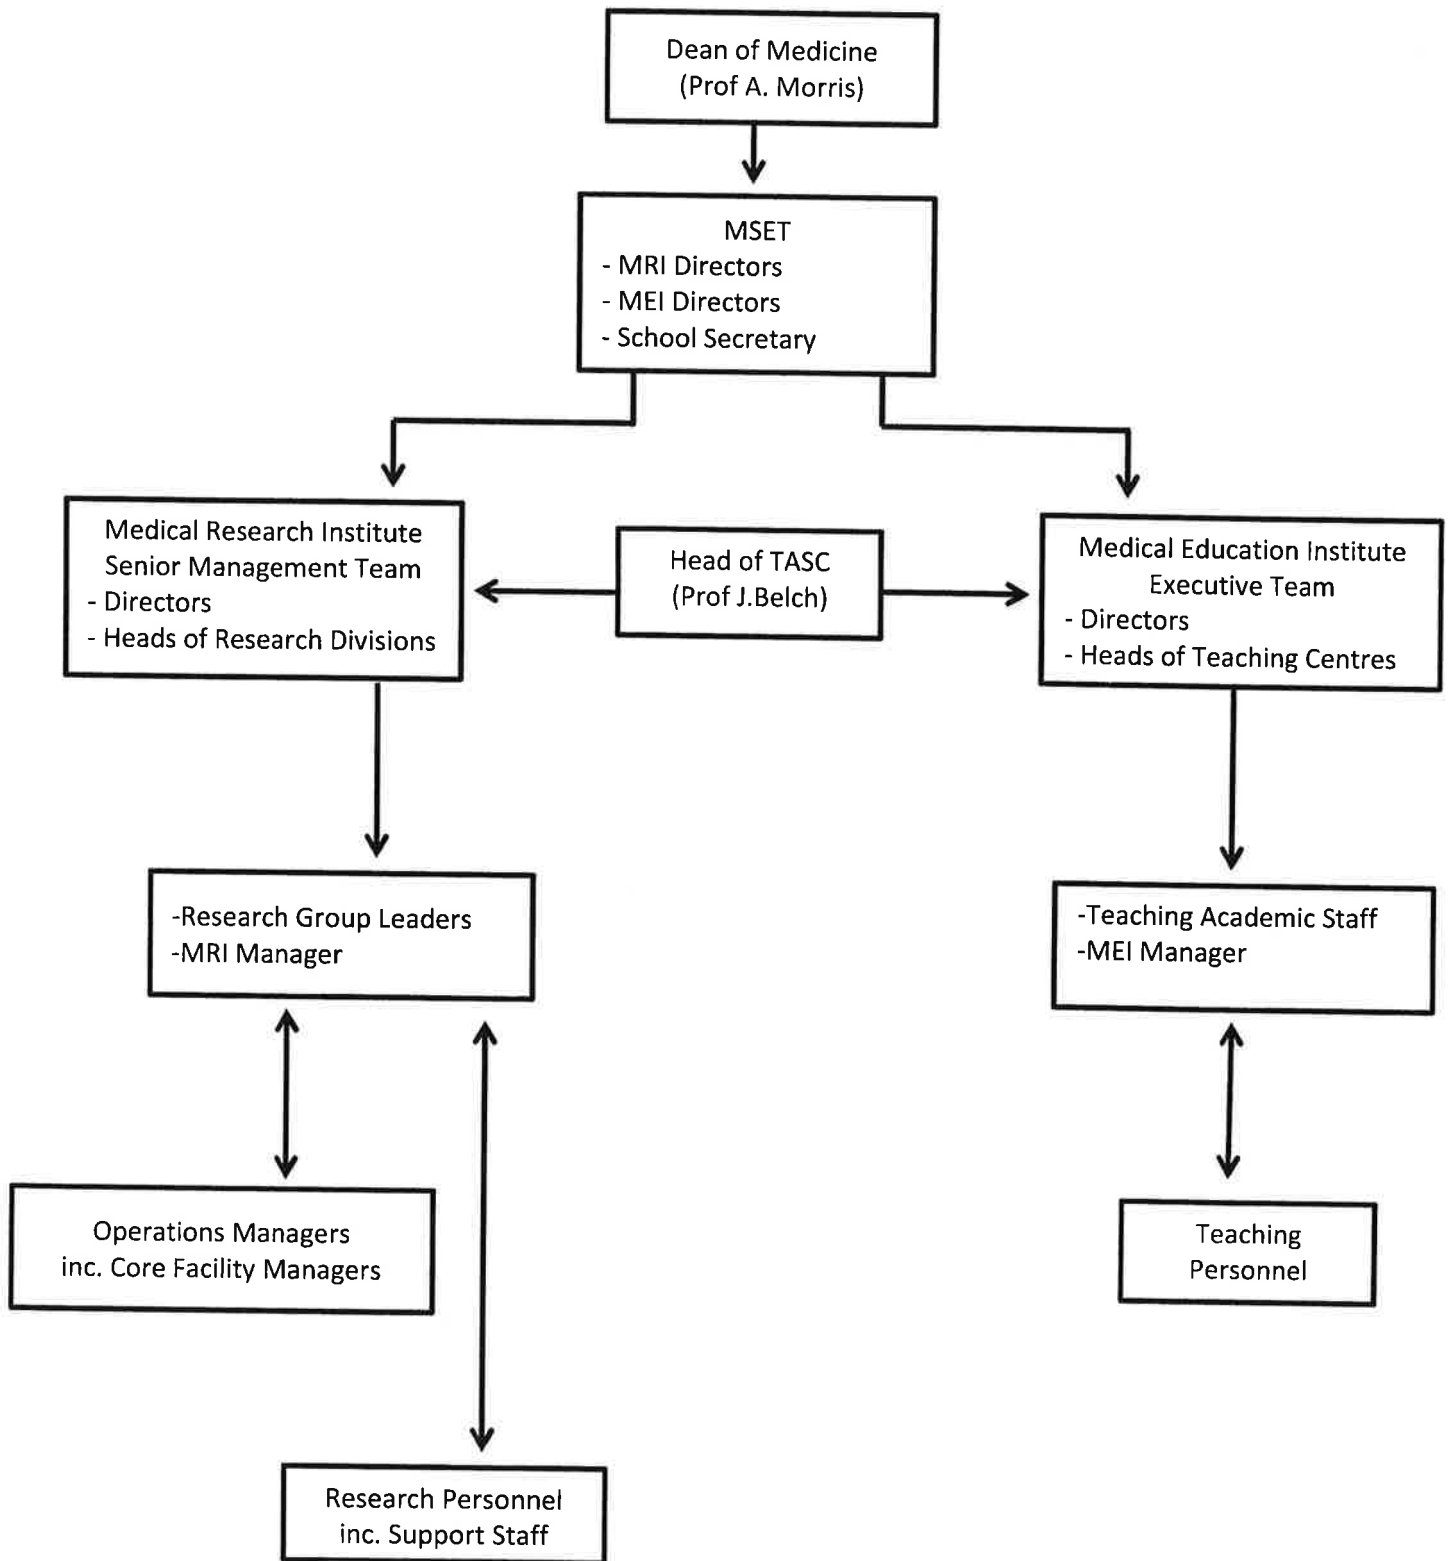 Dean of Medicine
(Prof A. Morris)
MSET
- MRI Directors
- MEI Directors
- School Secretary
Medical Research Institute
Senior Management Team
- Directors
- Heads of Research Divisions
Head of TASC
(Prof J.Belch)
Medical Education Institute
Executive Team
- Directors
- Heads of Teaching Centres
-Research Group Leaders
-MRI Manager
-Teaching Academic Staff
-MEI Manager
Operations Managers
inc. Core Facility Managers
Teaching
Personnel
Research Personnel
inc. Support Staff